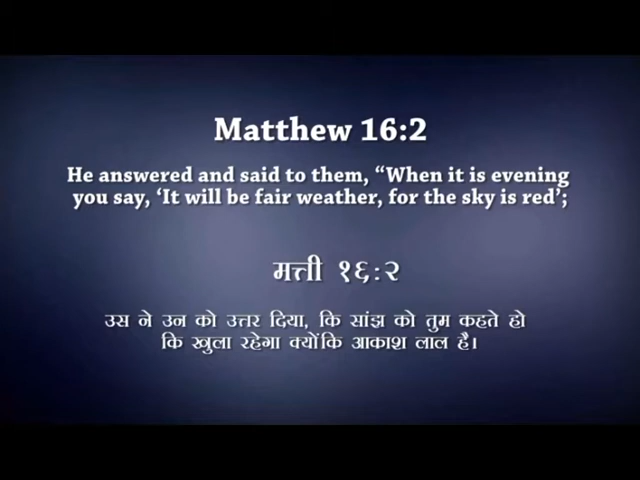 Matthew 16:2
He answered and said to them, “When it is evening
you say, ‘It will be fair weather, for the sky is red’;
मत्ती १६:२
उस ने उन को उत्तर दिया, कि सांझ को तुम कहते हो
कि खुला रहेगा क्योंकि आकाश लाल है।